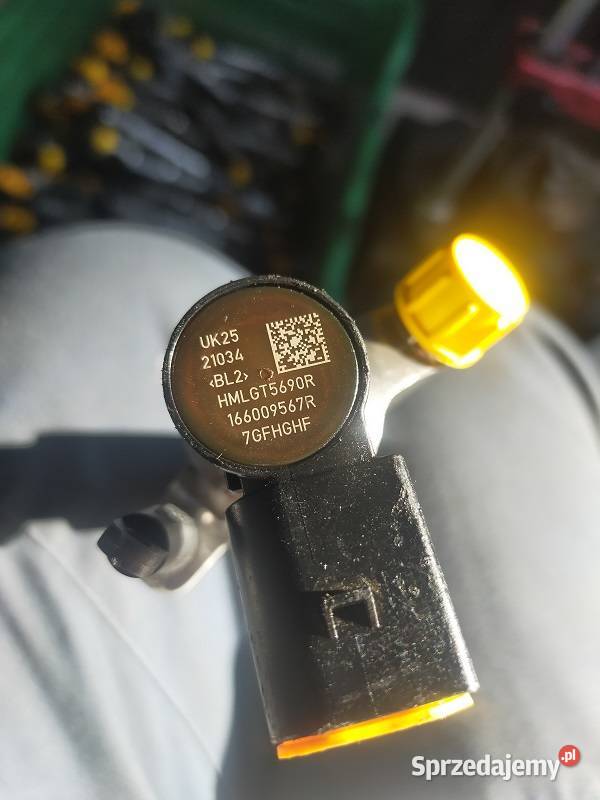 UK25
21034
<BL2>
HMLGT5690R
166009567R
7GFHGHF
Sprzedajemy.pl